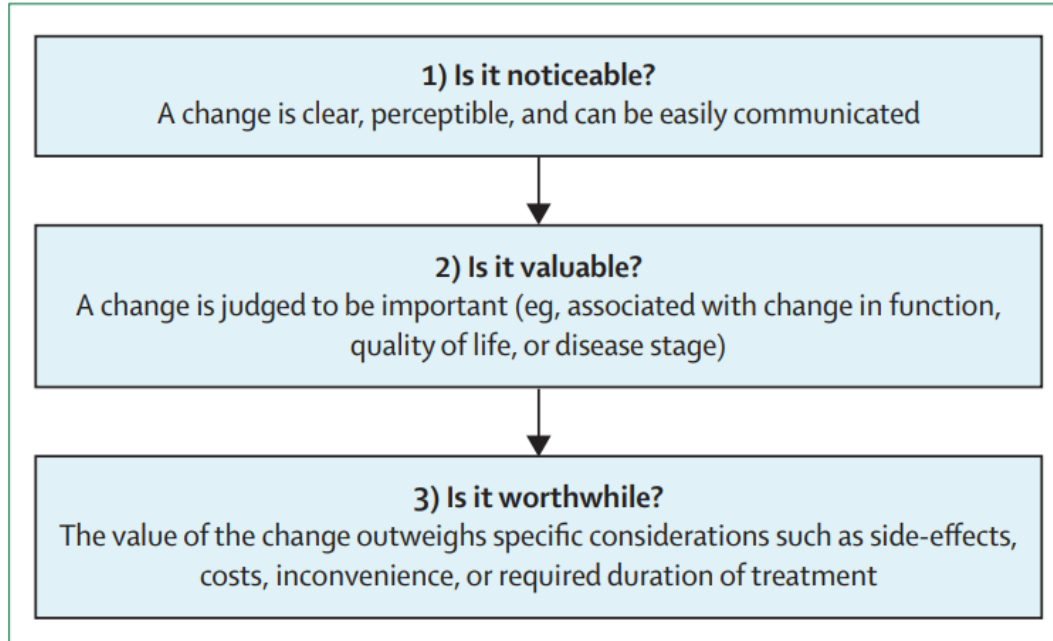 1) Is it noticeable?
A change is clear, perceptible, and can be easily communicated
2) Is it valuable?
A change is judged to be important (eg, associated with change in function,
quality of life, or disease stage)
3) Is it worthwhile?
The value of the change outweighs specific considerations such as side-effects,
costs, inconvenience, or required duration of treatment